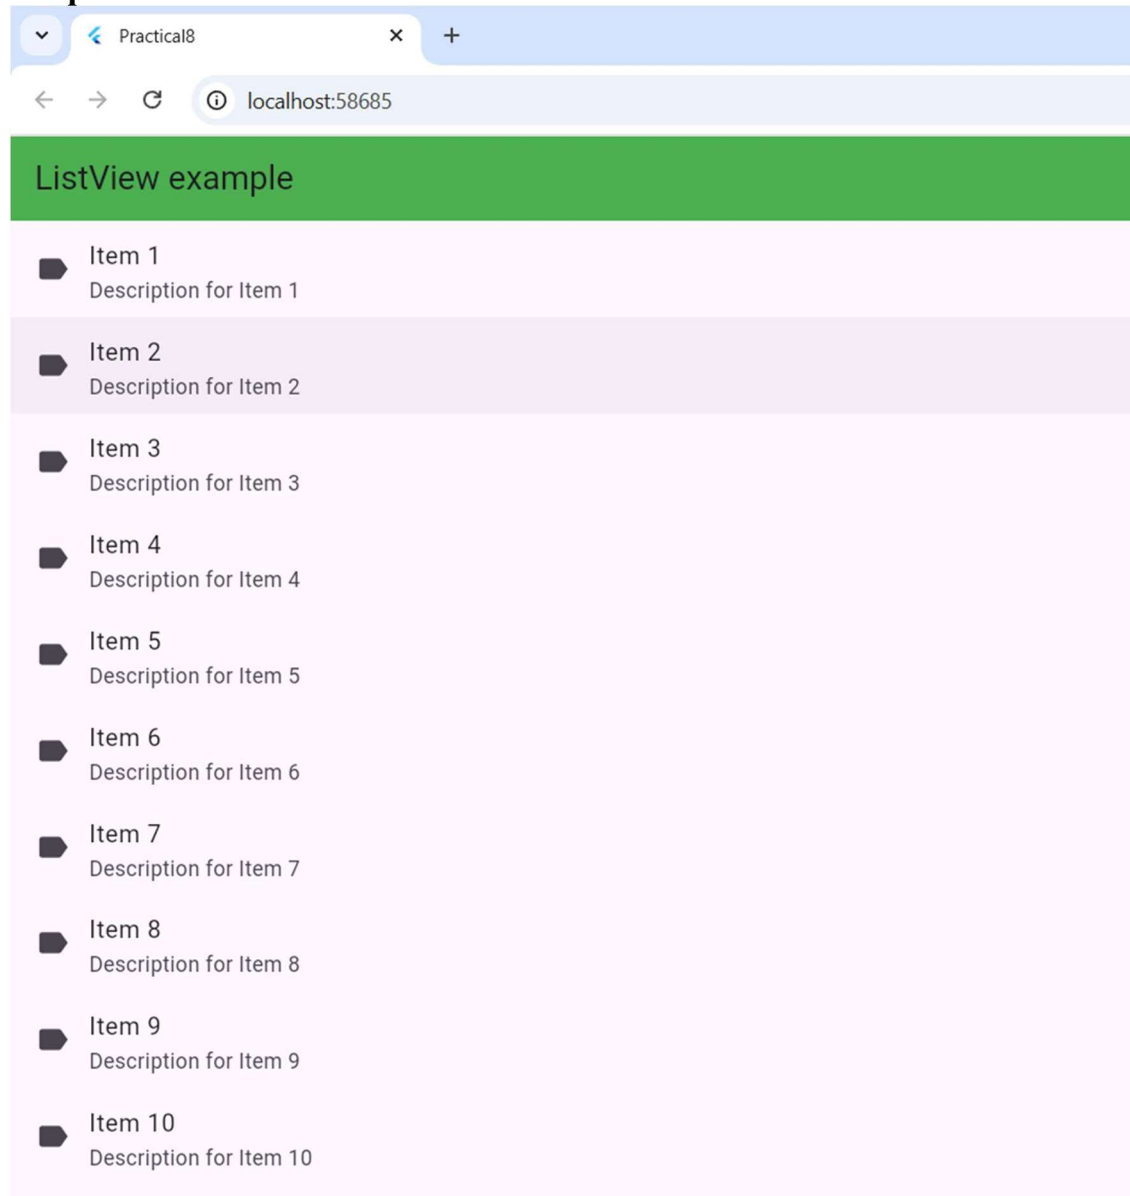 Practical8
localhost:58685
ListView example
Item 1
Description for Item 1
Item 2
Description for Item 2
Item 3
Description for Item 3
Item 4
Description for Item 4
Item 5
Description for Item 5
Item 6
Description for Item 6
Item 7
Description for Item 7
Item 8
Description for Item 8
Item 9
Description for Item 9
Item 10
Description for Item 10